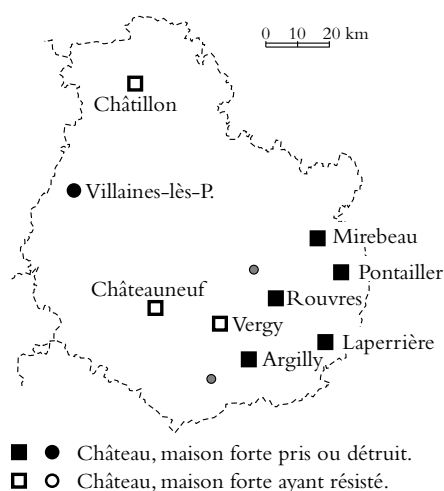 0 10 20 km
Châtillon
Villaines-lès-P.
Mirebeau
Pontailler
Châteauneuf
Rouvres
Vergy
Laperrière
Argilly
Château, maison forte pris ou détruit.
Château, maison forte ayant résisté.